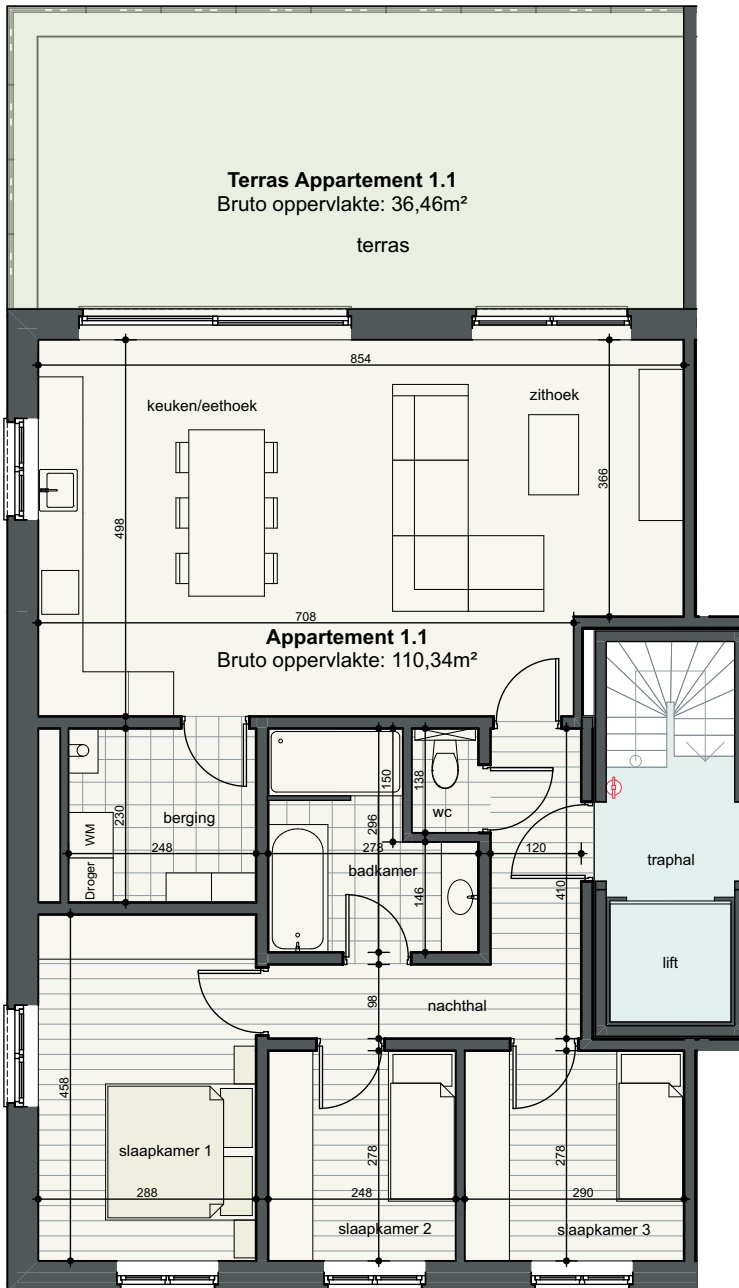 Terras Appartement 1.1
Bruto oppervlakte: 36,46m²
terras
854
keuken/eethoek
zithoek
366
498
708
Appartement 1.1
Bruto oppervlakte: 110,34m²
150
138
wc
230
WM
berging
296
248
278
badkamer
120
traphal
Droger
146
410
lift
98
nachthal
458
slaapkamer 1
278
278
288
248
290
slaapkamer 2
slaapkamer 3